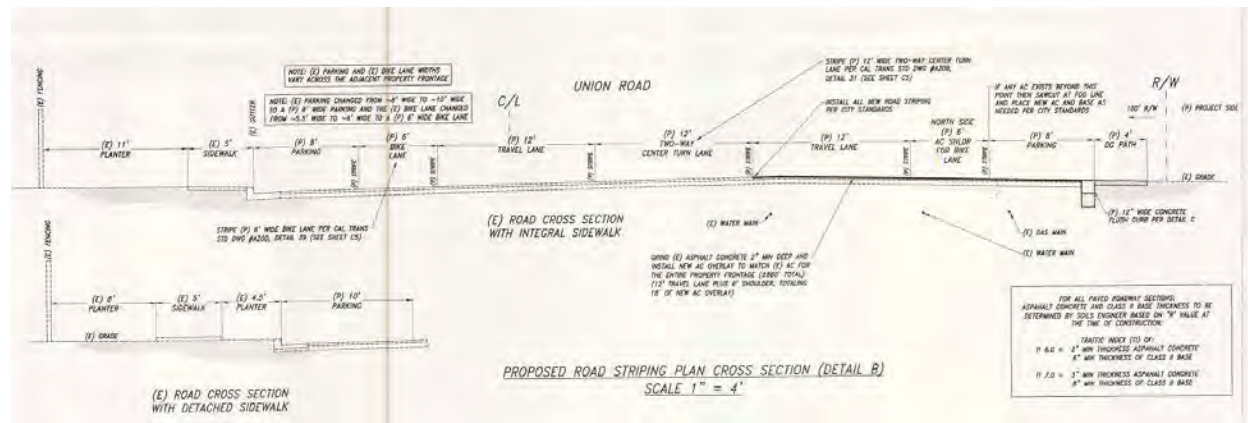 NOTE: (E) PARKING AND (E) BIKE LANE WIDTHS
VARY ACROSS THE ADJACENT PROPERTY FRONTAGE
NOTE: (E) PARKING CHANGED FROM ~8' WIDE TO ~10' WIDE
TO A (P) 8' WIDE PARKING AND THE (E) BIKE LANE CHANGED
FROM ~5.5' WIDE TO ~6' WIDE TO A (P) 6' WIDE BIKE LANE
UNION ROAD
C/L
STRIPE (P) 12' WIDE TWO-WAY CENTER TURN
LANE PER CAL TRANS STD DWG #A20B,
DETAIL 31 (SEE SHEET C5)
INSTALL ALL NEW ROAD STRIPING
PER CITY STANDARDS
IF ANY AC EXISTS BEYOND THIS
POINT THEN SAWCUT AT FOG LINE
AND PLACE NEW AC AND BASE AS
NEEDED PER CITY STANDARDS
R/W
100' R/W
(P) PROJECT SIDE
(E) FENCING
(E) 11'
PLANTER
(E) 5'
SIDEWALK
(E) GUTTER
(P) 8'
PARKING
(P) STRIPE
(P) 6'
BIKE
LANE
(P) STRIPE
(P) 12'
TRAVEL LANE
(P) STRIPE
(P) 12'
TWO-WAY
CENTER TURN LANE
(P) STRIPE
(P) 12'
TRAVEL LANE
(P) STRIPE
NORTH SIDE
(P) 6'
AC SHLDR
FOR BIKE
LANE
(P) STRIPE
(P) 8'
PARKING
(P) 4'
DG PATH
(E) GRADE
STRIPE (P) 6' WIDE BIKE LANE PER CAL TRANS
STD DWG #A20D, DETAIL 39 (SEE SHEET C5)
(E) ROAD CROSS SECTION
WITH INTEGRAL SIDEWALK
(E) WATER MAIN
(E) GAS MAIN
(E) WATER MAIN
(P) 12" WIDE CONCRETE
FLUSH CURB PER DETAIL C
GRIND (E) ASPHALT CONCRETE 2" MIN DEEP AND
INSTALL NEW AC OVERLAY TO MATCH (E) AC FOR
THE ENTIRE PROPERTY FRONTAGE TOTAL)
(12' TRAVEL LANE PLUS 6' SHOULDER, TOTALING
18' OF NEW AC OVERLAY)
(E) FENCING
(E) 6'
PLANTER
(E) 5'
SIDEWALK
(E) 4.5'
PLANTER
(P) 10'
PARKING
(E) GRADE
(E) ROAD CROSS SECTION
WITH DETACHED SIDEWALK
PROPOSED ROAD STRIPING PLAN CROSS SECTION (DETAIL B)
SCALE 1" = 4'
FOR ALL PAVED ROADWAY SECTIONS:
ASPHALT CONCRETE AND CLASS II BASE THICKNESS TO BE
DETERMINED BY SOILS ENGINEER BASED ON "R" VALUE AT
THE TIME OF CONSTRUCTION:
TRAFFIC INDEX (TI) OF:
TI 6.0 = 3" MIN THICKNESS ASPHALT CONCRETE
6" MIN THICKNESS OF CLASS II BASE
TI 7.0 = 3" MIN THICKNESS ASPHALT CONCRETE
8" MIN THICKNESS OF CLASS II BASE